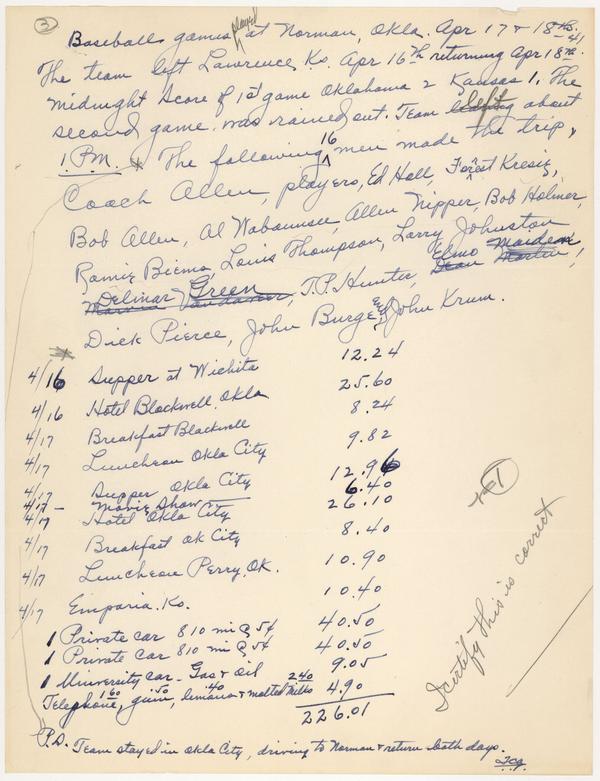 3
Baseball games played at Norman, Okla. Apr 17 & 18ths - 41
The team left Lawrence Ks. Apr 16th returning Apr 18th.
Midnight Score of 1st game Oklahoma 2 Kansas 1. The
second game was rained out. Team left about
1 P.M. * The following 16 men made the trip,
Coach Allen, players, Ed Hall, Forest Kresie,
Bob Allen, Al Wabaunsee, Allen Nipper, Bob Holmer,
Ramie Biemo, Louis Thompson, Larry Johnston
Delmar Green, T.P. Hunter, Elmo
Dick Pierce, John Burge, and John Krum.
*
4/16 Supper at Wichita 12.24
4/16 Hotel Blackwell, Okla 25.60
4/17 Breakfast Blackwell 8.24
4/17 Luncheon Okla City 9.82
4/17 Supper Okla City 12.96
4/17 - Movie Show 6.40
4/17 Hotel Okla City 26.10
4/17 Breakfast Ok City 8.40
4/17 Luncheon Perry, OK. 10.90
4/17 Emporia, Ks. 10.40
1 Private car 810 mi @ 5¢ 40.50
1 Private car 810 mi @ 5¢ 40.50
1 University car - Gas & Oil 9.05
Telephone, 1 60 gum, 50 lemons 40 & malted milks 2 40 4.90
226.01
1
I certify this is correct
P.S. Team stayed in Okla City, driving to Norman & return both days.